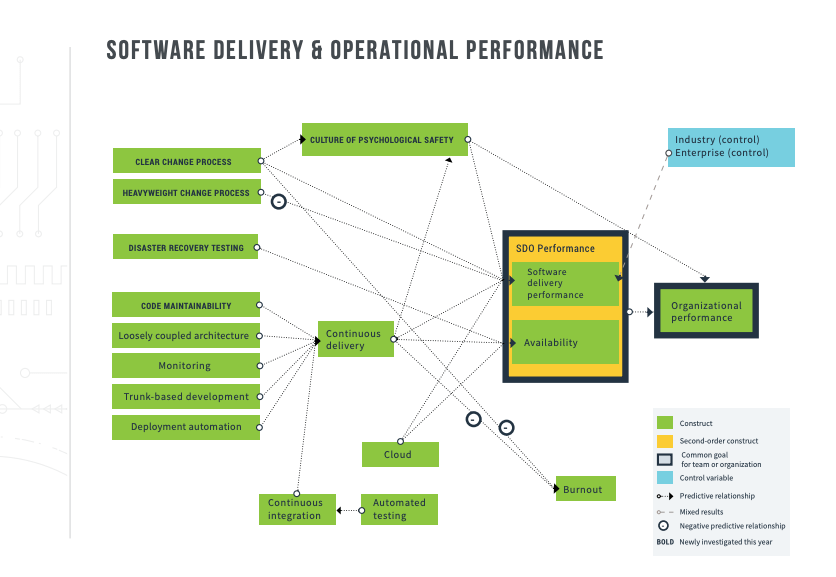 SOFTWARE DELIVERY & OPERATIONAL PERFORMANCE
CULTURE OF PSYCHOLOGICAL SAFETY
Industry (control)
Enterprise (control)
CLEAR CHANGE PROCESS
HEAVYWEIGHT CHANGE PROCESS
-
DISASTER RECOVERY TESTING
SDO Performance
Software
delivery
performance
Availability
Organizational
performance
CODE MAINTAINABILITY
Loosely coupled architecture
Monitoring
Trunk-based development
Deployment automation
Continuous
delivery
-
-
Cloud
Burnout
Continuous
integration
Automated
testing
Construct
Second-order construct
Common goal
for team or organization
Control variable
Predictive relationship
Mixed results
- Negative predictive relationship
BOLD Newly investigated this year